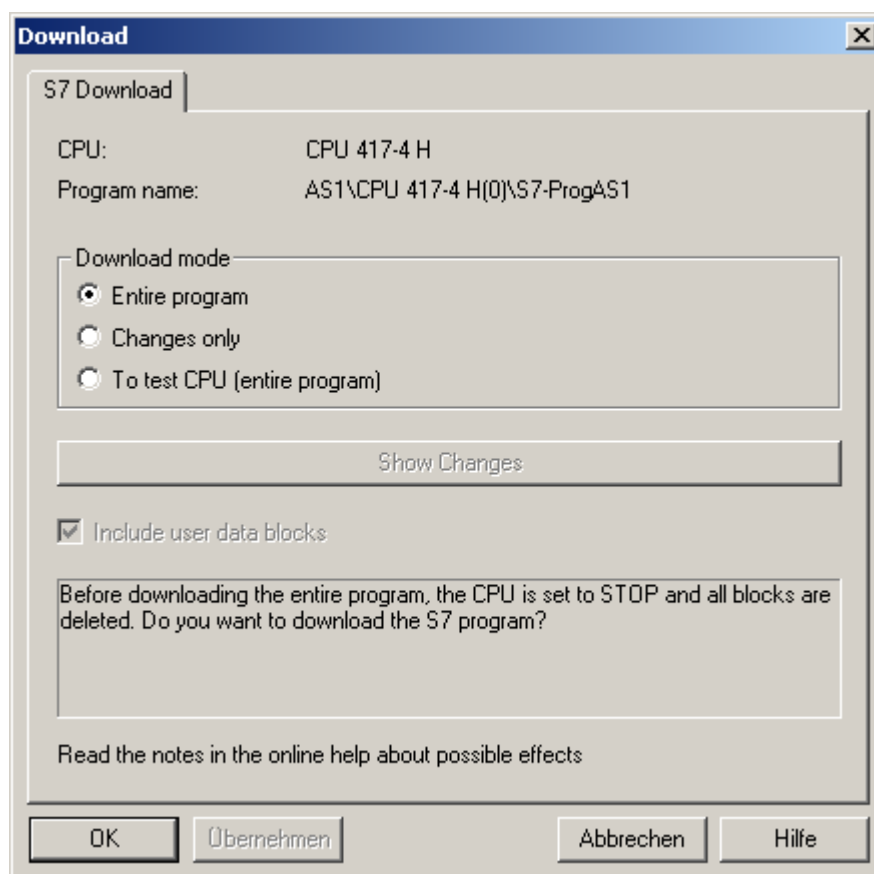 Download
S7 Download
CPU: CPU 417-4 H
Program name: AS1\CPU 417-4 H(0)\S7-ProgAS1
Download mode
Entire program
Changes only
To test CPU (entire program)
Show Changes
Include user data blocks
Before downloading the entire program, the CPU is set to STOP and all blocks are
deleted. Do you want to download the S7 program?
Read the notes in the online help about possible effects
OK Übernehmen Abbrechen Hilfe